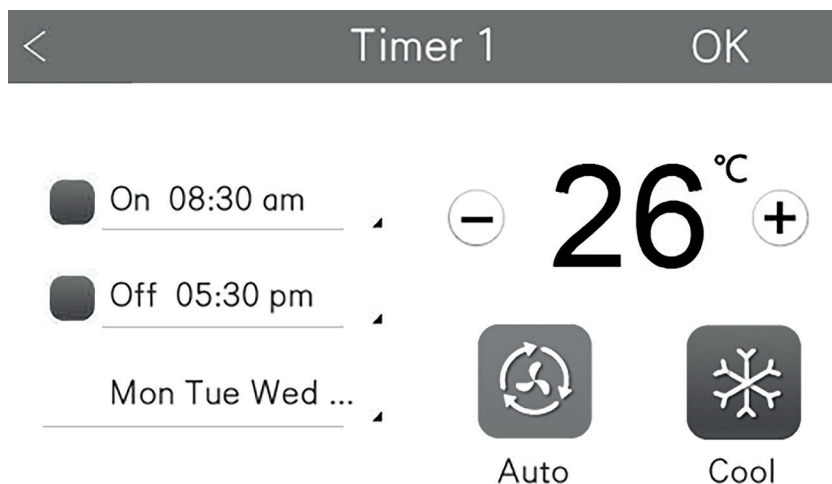 < Timer 1 OK
On 08:30 am
Off 05:30 pm
Mon Tue Wed ...
− 26 °C +
Auto Cool